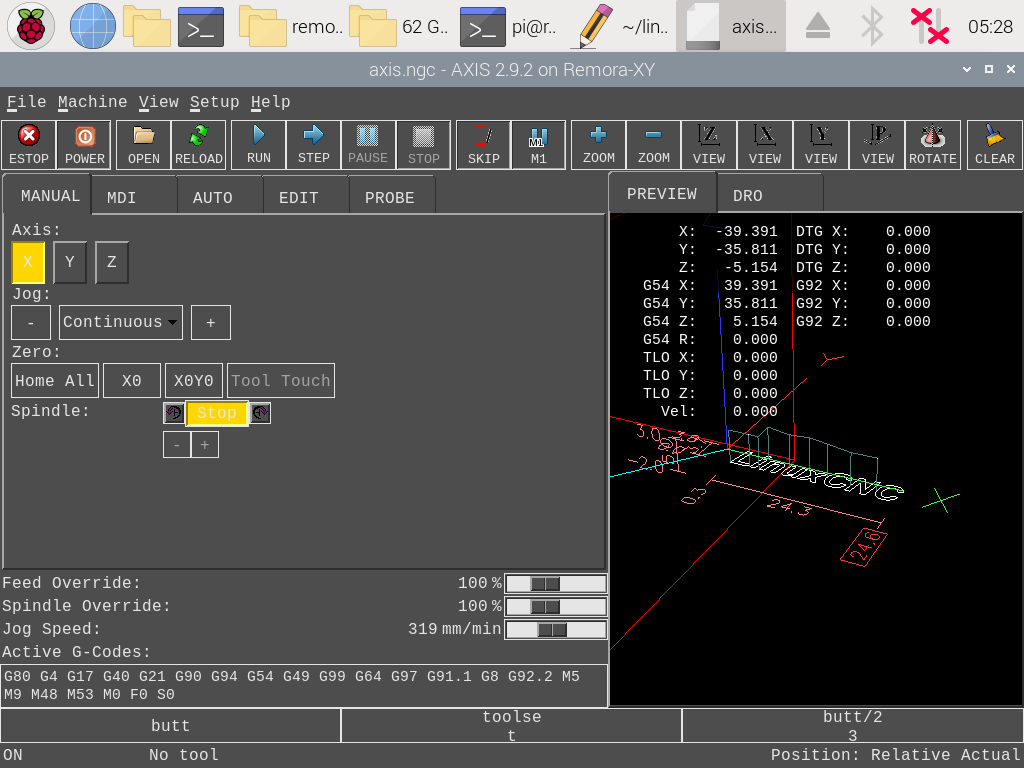 remo.. 62 G.. pi@r.. ~/lin.. axis... 05:28
axis.ngc - AXIS 2.9.2 on Remora-XY
File Machine View Setup Help
ESTOP POWER OPEN RELOAD RUN STEP PAUSE STOP SKIP M1 ZOOM ZOOM VIEW VIEW VIEW VIEW ROTATE CLEAR
MANUAL MDI AUTO EDIT PROBE
PREVIEW DRO
Axis:
X Y Z
Jog:
- Continuous +
Zero:
Home All X0 X0Y0 Tool Touch
Spindle: Stop
- +
X: -39.391 DTG X: 0.000
Y: -35.811 DTG Y: 0.000
Z: -5.154 DTG Z: 0.000
G54 X: 39.391 G92 X: 0.000
G54 Y: 35.811 G92 Y: 0.000
G54 Z: 5.154 G92 Z: 0.000
G54 R: 0.000
TLO X: 0.000
TLO Y: 0.000
TLO Z: 0.000
Vel: 0.000
Y
3.0
-2.0
LinuxCNC
X
0.3
24.3
24.6
Feed Override: 100 %
Spindle Override: 100 %
Jog Speed: 319 mm/min
Active G-Codes:
G80 G4 G17 G40 G21 G90 G94 G54 G49 G99 G64 G97 G91.1 G8 G92.2 M5
M9 M48 M53 M0 F0 S0
butt
toolse
t
butt/2
3
ON No tool Position: Relative Actual